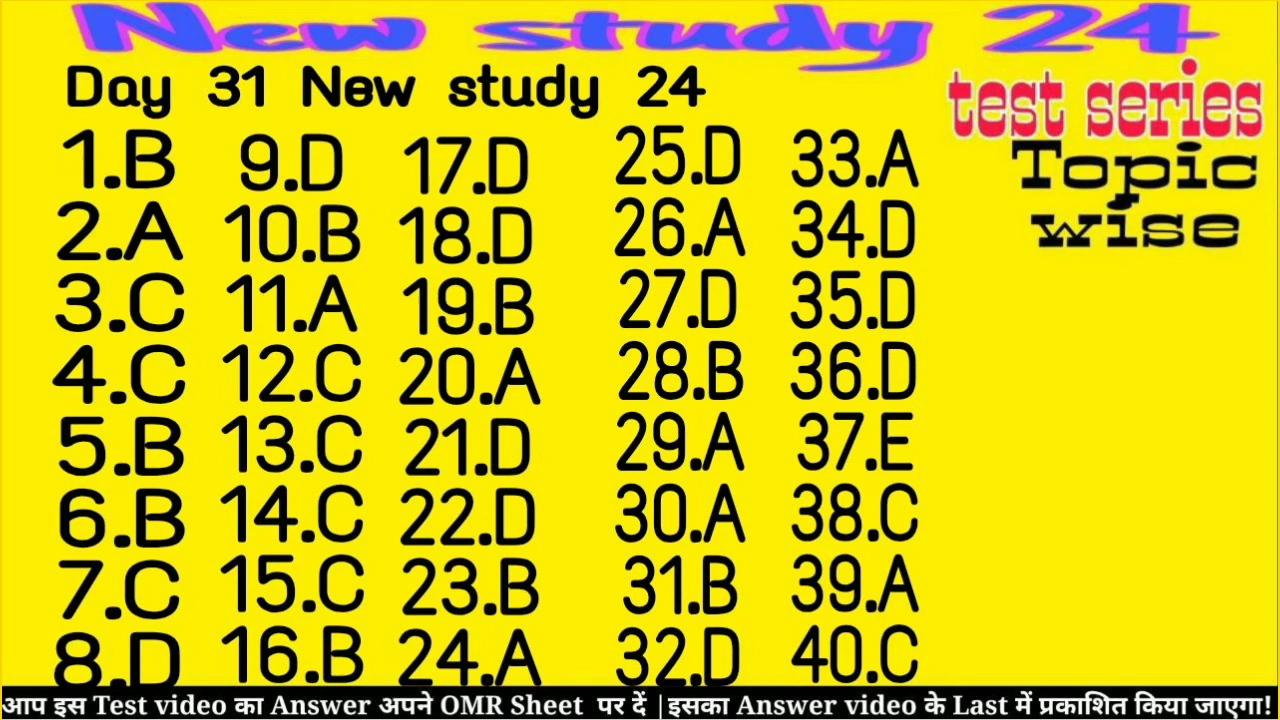 New study 24
test series
Topic
wise
Day 31 New study 24
1.B 9.D 17.D 25.D 33.A
2.A 10.B 18.D 26.A 34.D
3.C 11.A 19.B 27.D 35.D
4.C 12.C 20.A 28.B 36.D
5.B 13.C 21.D 29.A 37.E
6.B 14.C 22.D 30.A 38.C
7.C 15.C 23.B 31.B 39.A
8.D 16.B 24.A 32.D 40.C
आप इस Test video का Answer अपने OMR Sheet पर दें |इसका Answer video के Last में प्रकाशित किया जाएगा!